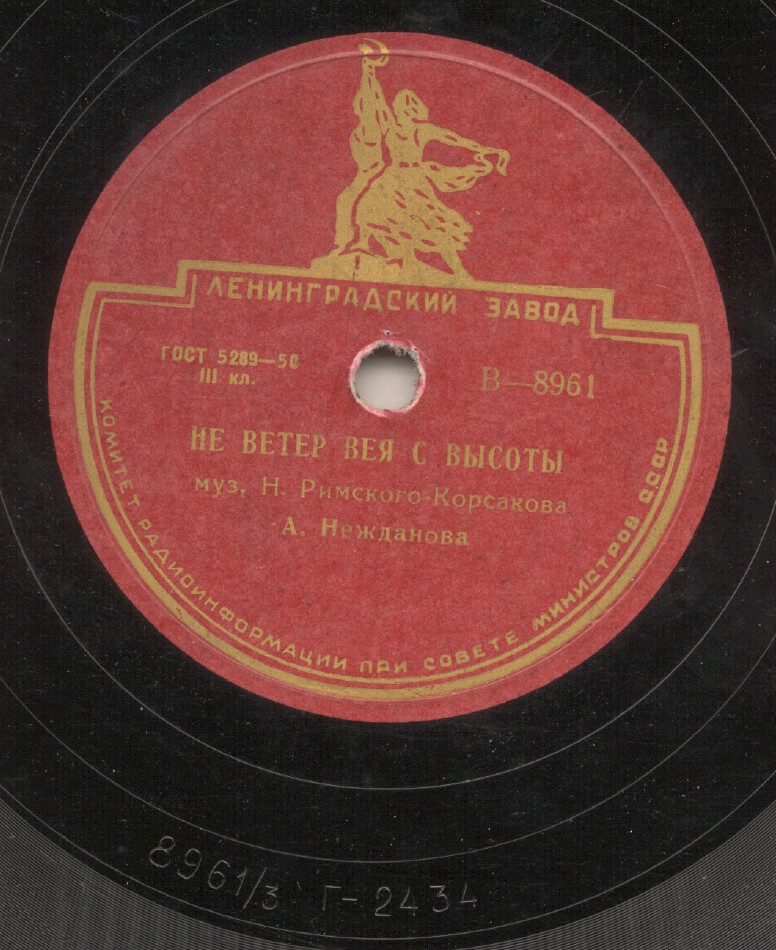 ЛЕНИНГРАДСКИЙ ЗАВОД
ГОСТ 5289—50
III кл.
В—8961
НЕ ВЕТЕР ВЕЯ С ВЫСОТЫ
муз. Н. Римского-Корсакова
А. Нежданова
КОМИТЕТ РАДИОИНФОРМАЦИИ ПРИ СОВЕТЕ МИНИСТРОВ СССР
8961/3 Г-2434